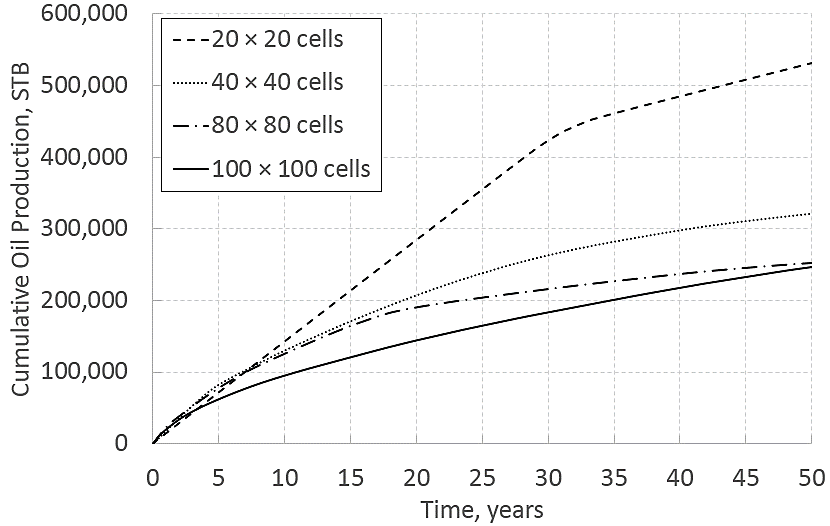 600,000
500,000
400,000
300,000
200,000
100,000
0
Cumulative Oil Production, STB
20 × 20 cells
40 × 40 cells
80 × 80 cells
100 × 100 cells
0 5 10 15 20 25 30 35 40 45 50
Time, years